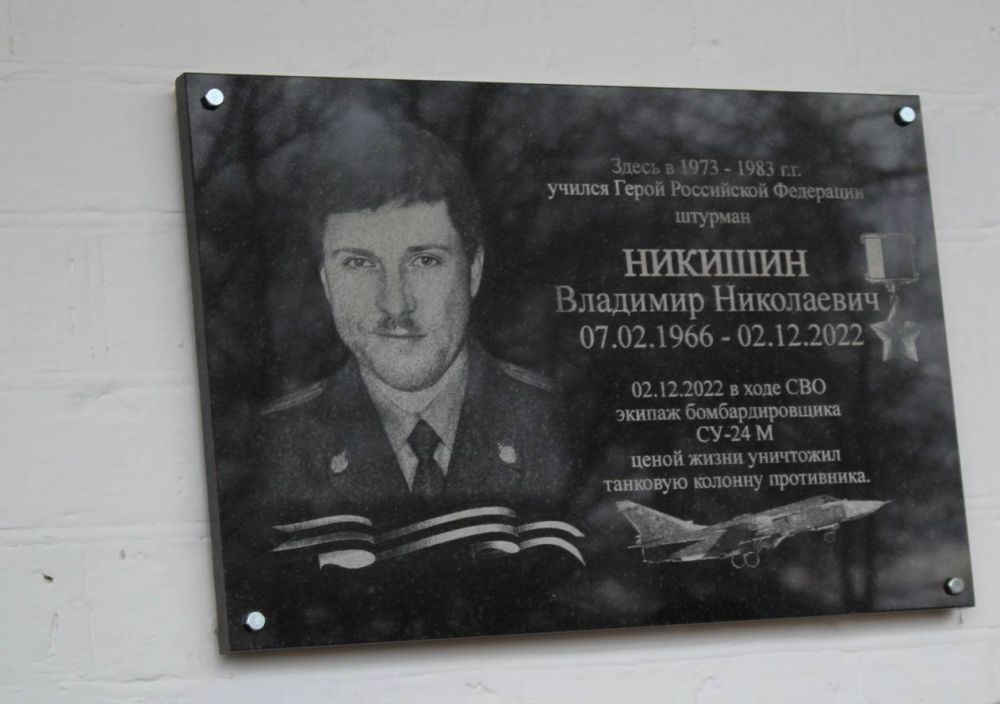 Здесь в 1973 - 1983 г.г.
учился Герой Российской Федерации
штурман
НИКИШИН
Владимир Николаевич
07.02.1966 - 02.12.2022
02.12.2022 в ходе СВО
экипаж бомбардировщика
СУ-24 М
ценой жизни уничтожил
танковую колонну противника.